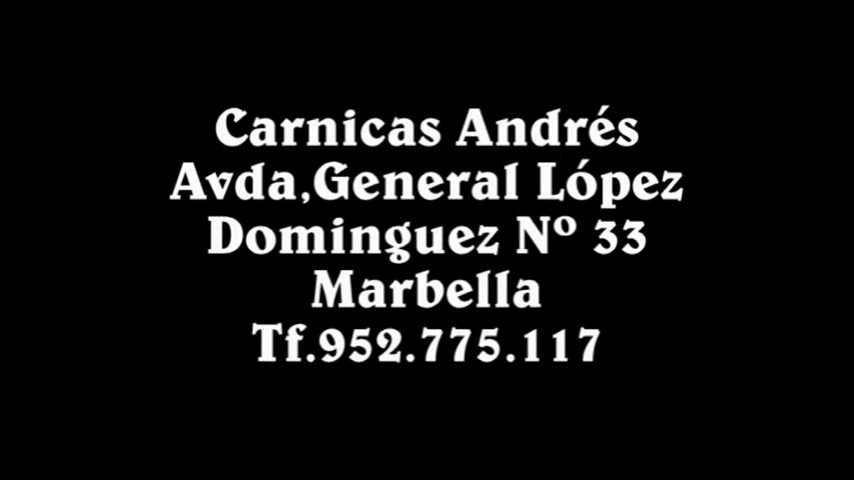 Carnicas Andrés
Avda,General López
Dominguez Nº 33
Marbella
Tf.952.775.117